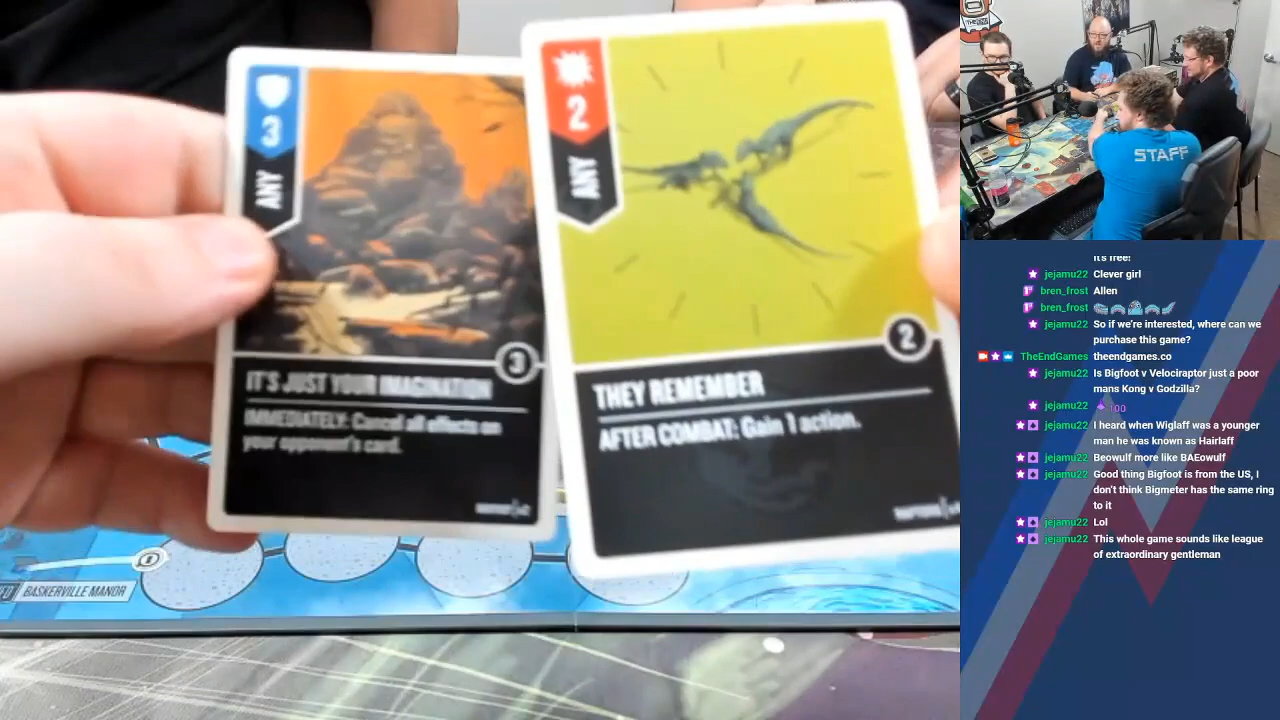 3
ANY
3
IT'S JUST YOUR IMAGINATION
IMMEDIATELY: Cancel all effects on
your opponent's card.
2
ANY
2
THEY REMEMBER
AFTER COMBAT: Gain 1 action.
0
BASKERVILLE MANOR
STAFF
it's free!
jejamu22 Clever girl
bren_frost Allen
bren_frost
jejamu22 So if we're interested, where can we
purchase this game?
TheEndGames theendgames.co
jejamu22 Is Bigfoot v Velociraptor just a poor
mans Kong v Godzilla?
jejamu22 100
jejamu22 I heard when Wiglaff was a younger
man he was known as Hairlaff
jejamu22 Beowulf more like BAEowulf
jejamu22 Good thing Bigfoot is from the US, I
don't think Bigmeter has the same ring
to it
jejamu22 Lol
jejamu22 This whole game sounds like league
of extraordinary gentleman